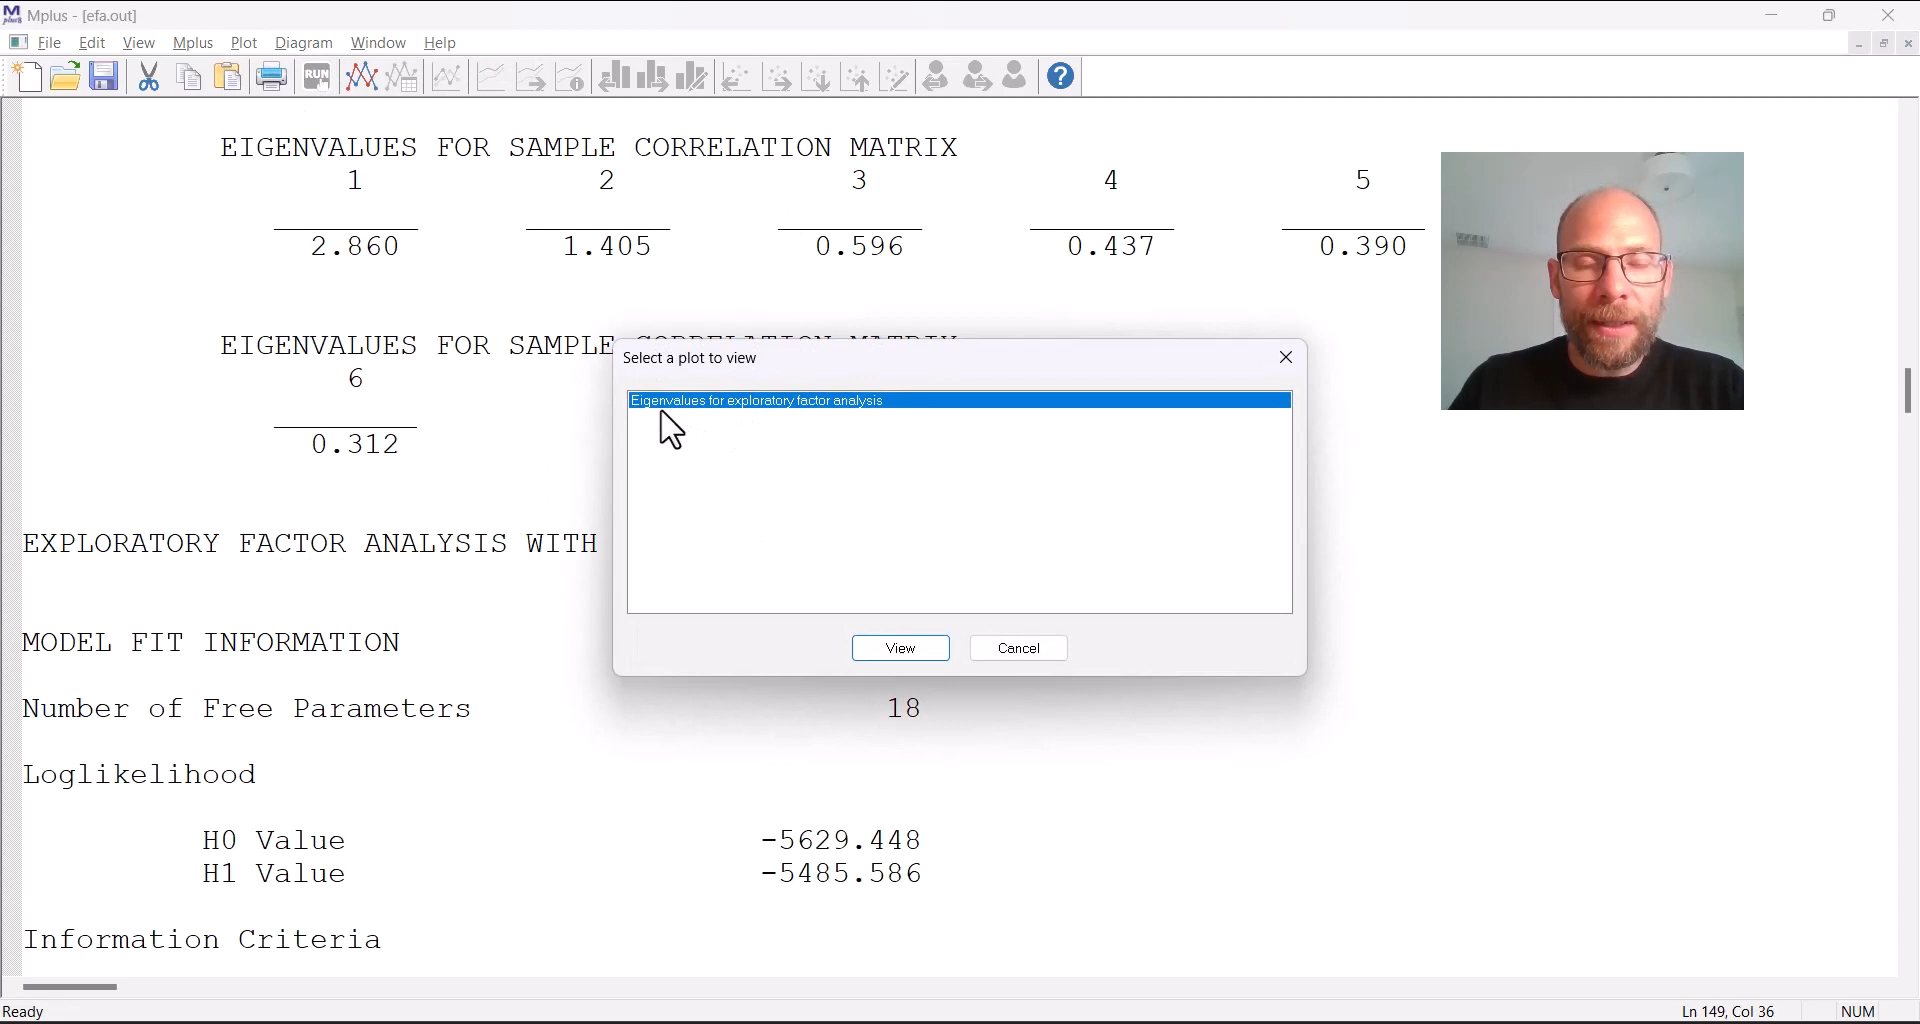 Mplus - [efa.out]
File Edit View Mplus Plot Diagram Window Help
RUN
EIGENVALUES FOR SAMPLE CORRELATION MATRIX
1 2 3 4 5
2.860 1.405 0.596 0.437 0.390
EIGENVALUES FOR SAMPLE
6
0.312
Select a plot to view
Eigenvalues for exploratory factor analysis
View Cancel
EXPLORATORY FACTOR ANALYSIS WITH
MODEL FIT INFORMATION
Number of Free Parameters 18
Loglikelihood
H0 Value -5629.448
H1 Value -5485.586
Information Criteria
Ready Ln 149, Col 36 NUM